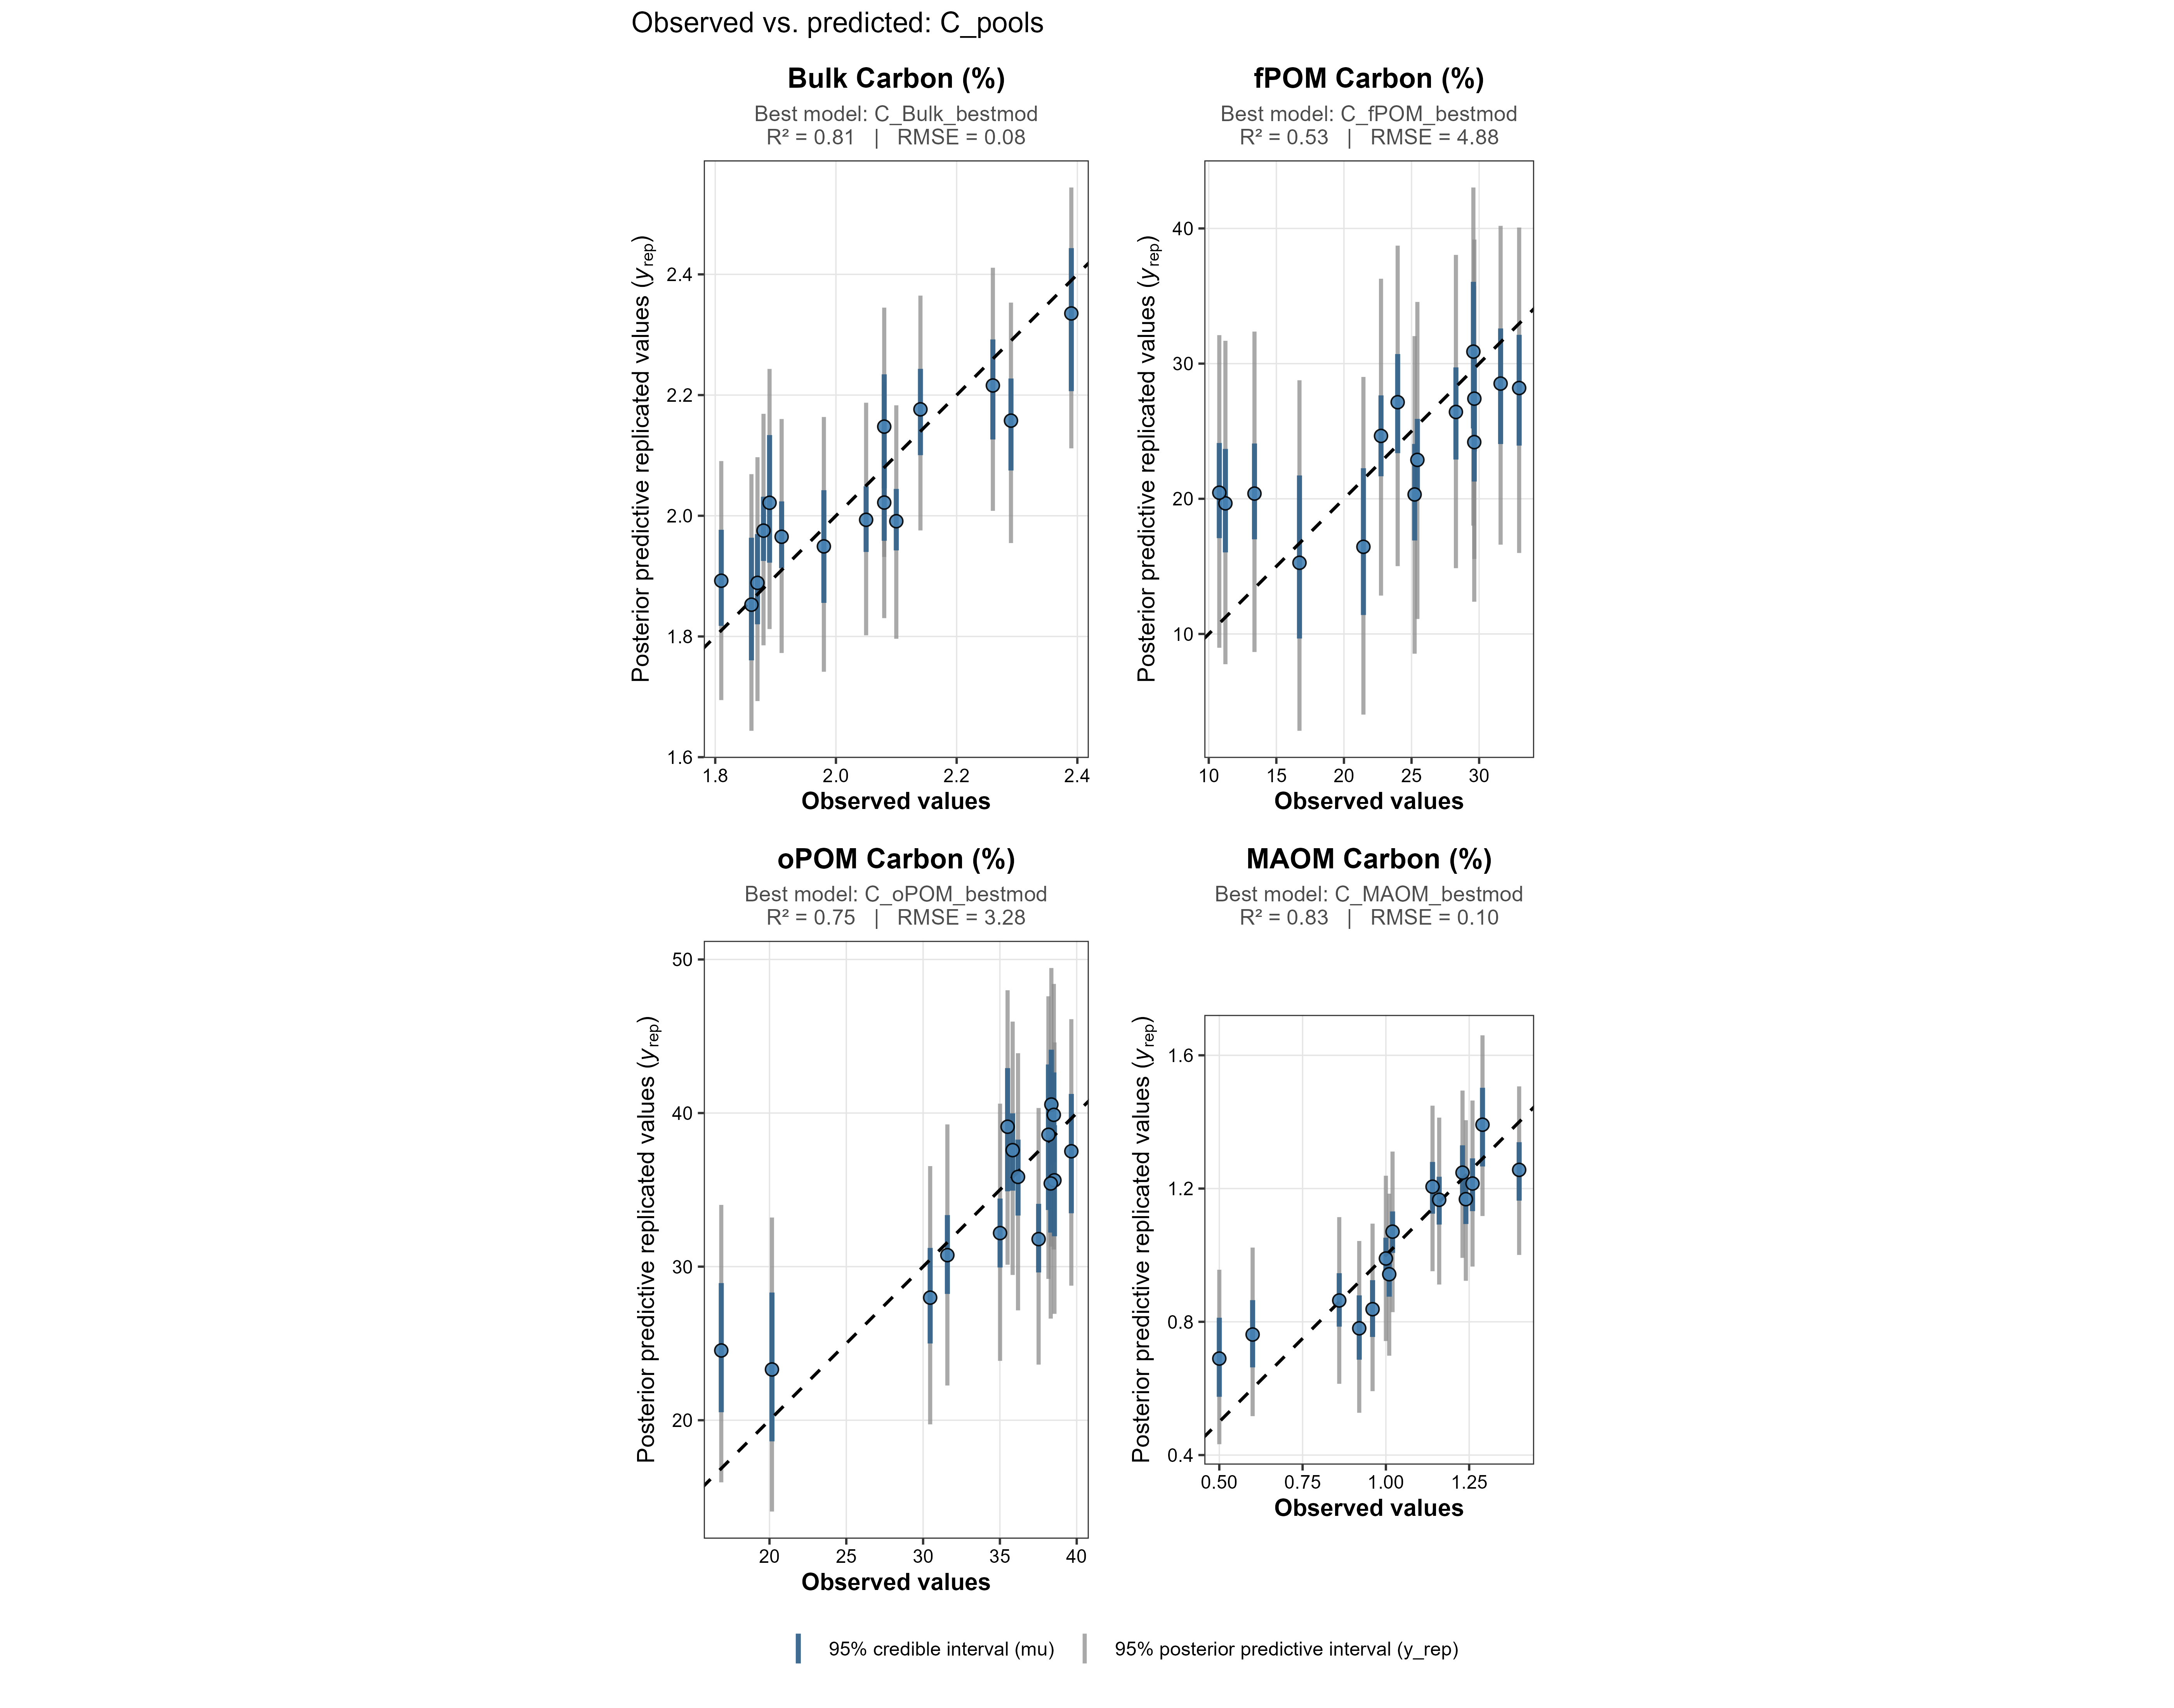 Observed vs. predicted: C_pools
Bulk Carbon (%)
Best model: C_Bulk_bestmod
R² = 0.81 | RMSE = 0.08
Posterior predictive replicated values (y rep)
2.4
2.2
2.0
1.8
1.6
1.8 2.0 2.2 2.4
Observed values
fPOM Carbon (%)
Best model: C_fPOM_bestmod
R² = 0.53 | RMSE = 4.88
Posterior predictive replicated values (y rep)
40
30
20
10
10 15 20 25 30
Observed values
oPOM Carbon (%)
Best model: C_oPOM_bestmod
R² = 0.75 | RMSE = 3.28
Posterior predictive replicated values (y rep)
50
40
30
20
20 25 30 35 40
Observed values
MAOM Carbon (%)
Best model: C_MAOM_bestmod
R² = 0.83 | RMSE = 0.10
Posterior predictive replicated values (y rep)
1.6
1.2
0.8
0.4
0.50 0.75 1.00 1.25
Observed values
95% credible interval (mu) 95% posterior predictive interval (y_rep)